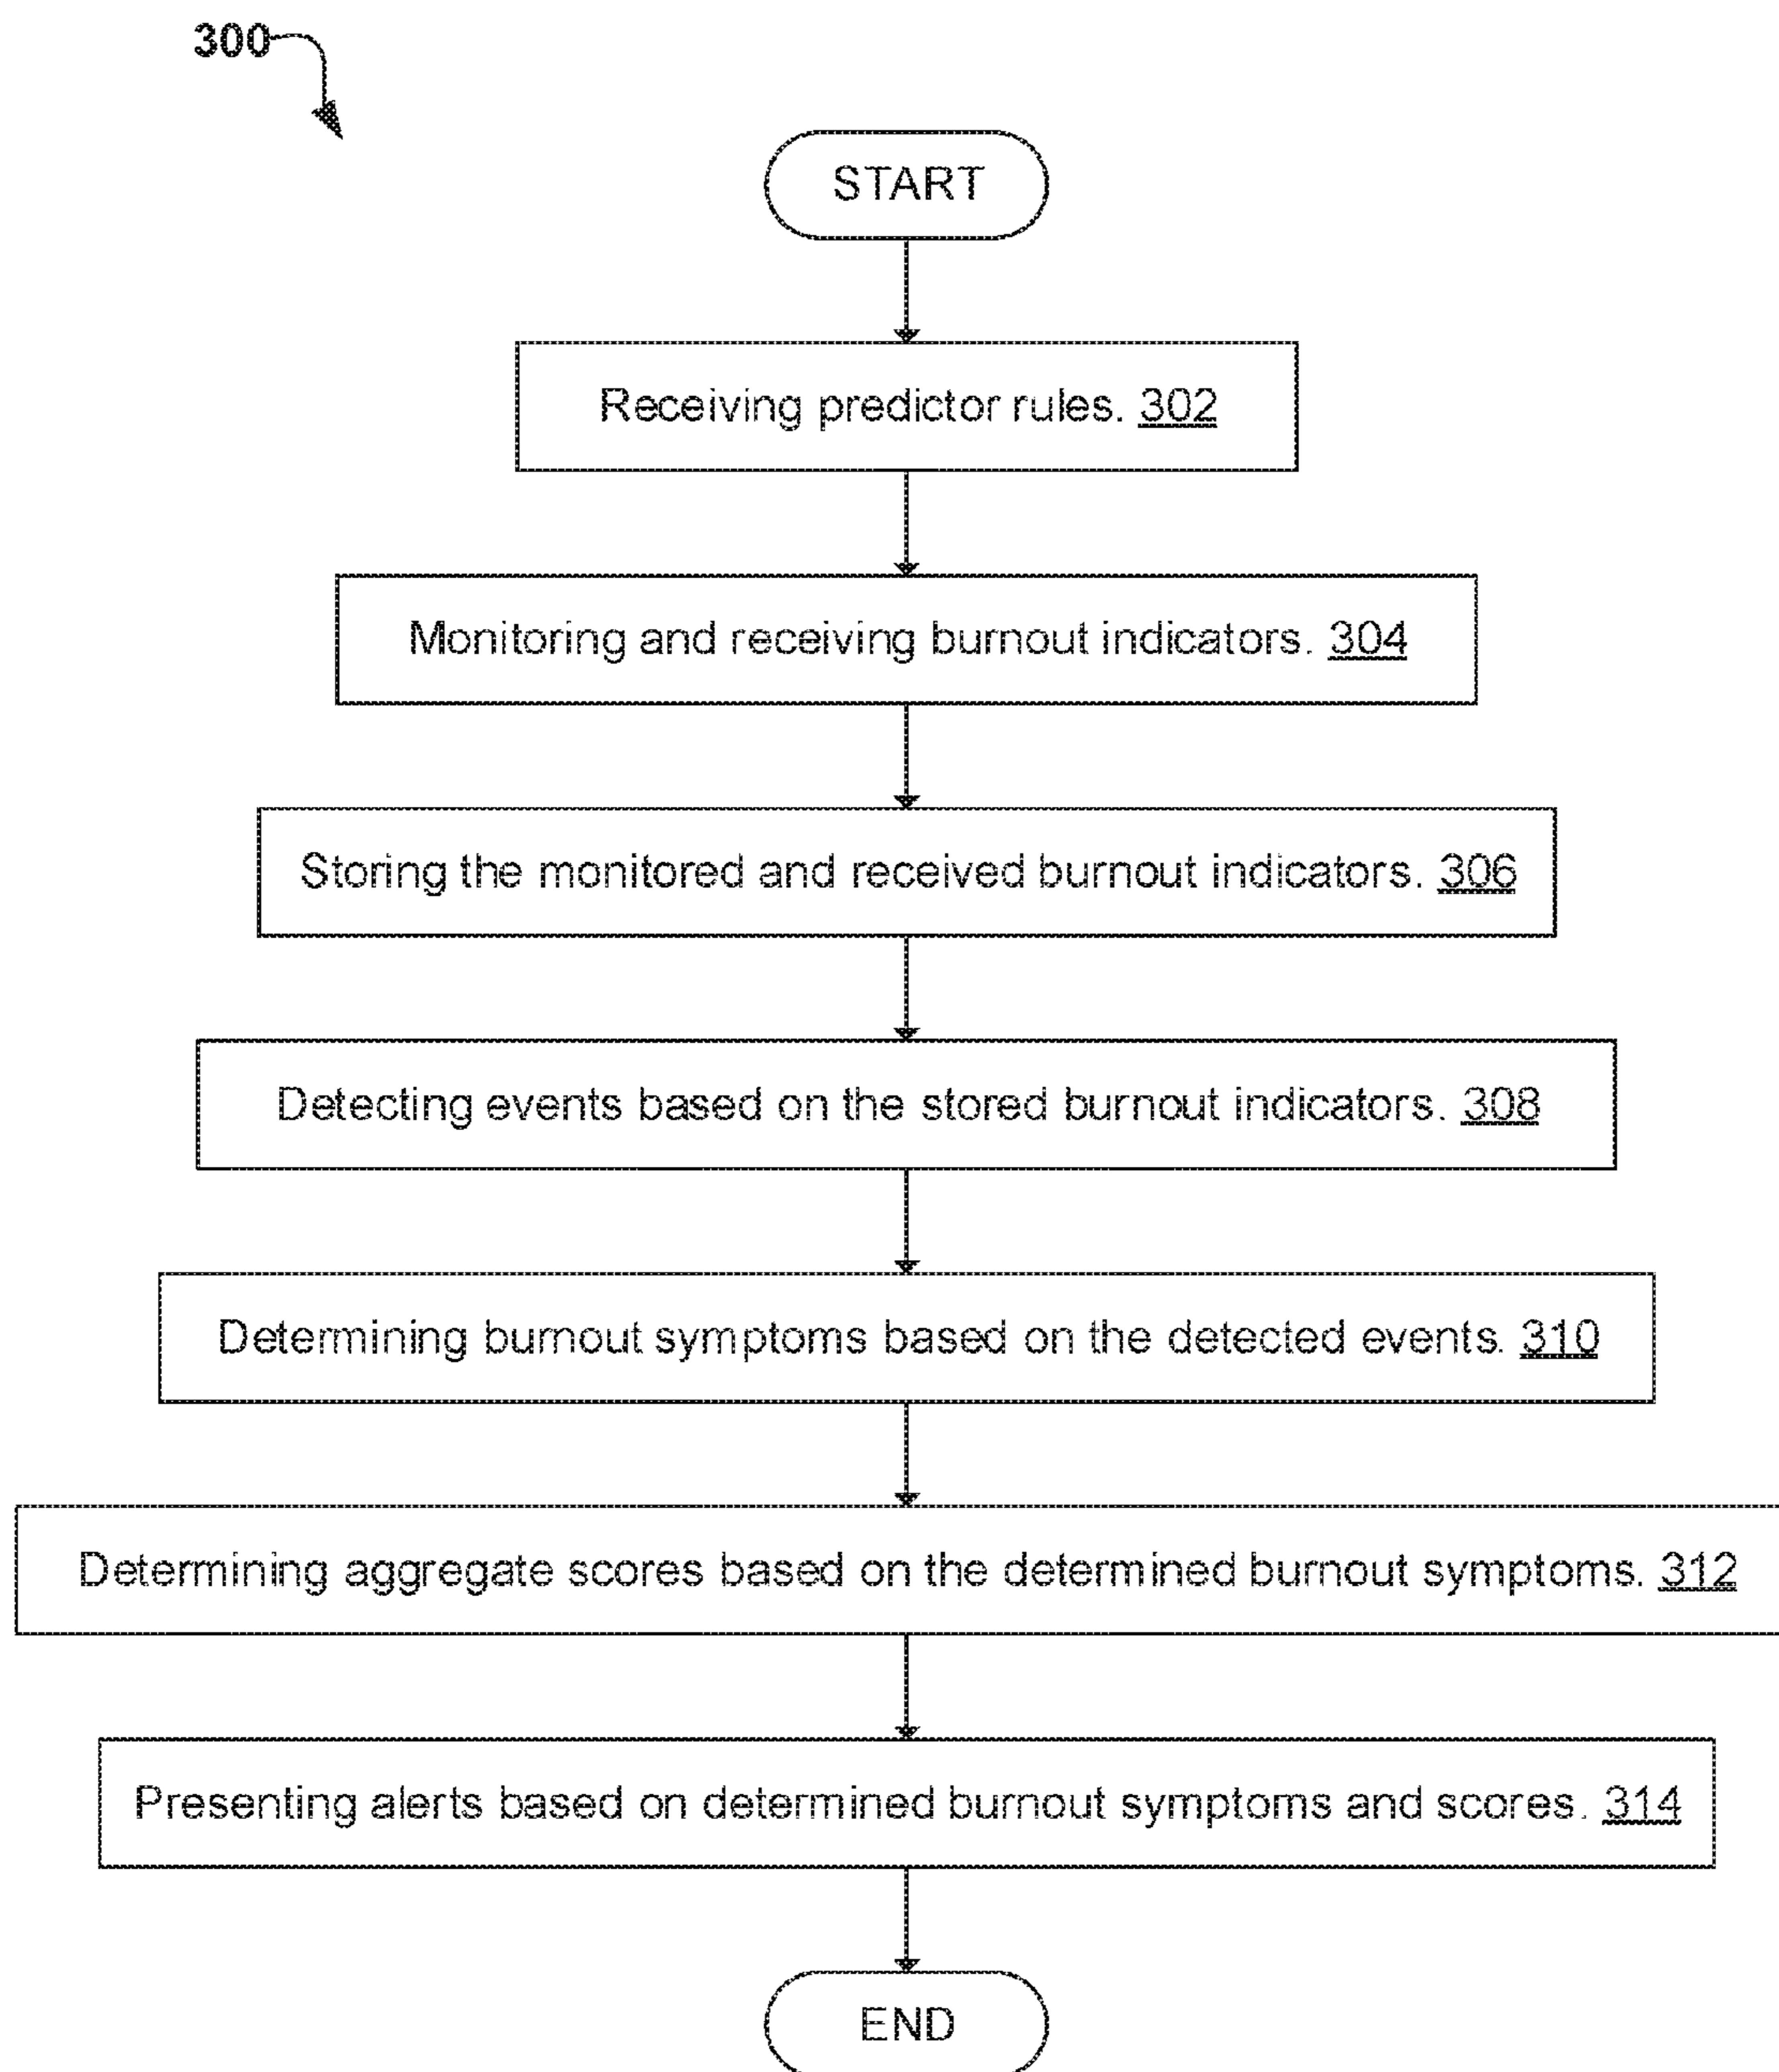 300
START
Receiving predictor rules. 302
Monitoring and receiving burnout indicators. 304
Storing the monitored and received burnout indicators. 306
Detecting events based on the stored burnout indicators. 308
Determining burnout symptoms based on the detected events. 310
Determining aggregate scores based on the determined burnout symptoms. 312
Presenting alerts based on determined burnout symptoms and scores. 314
END